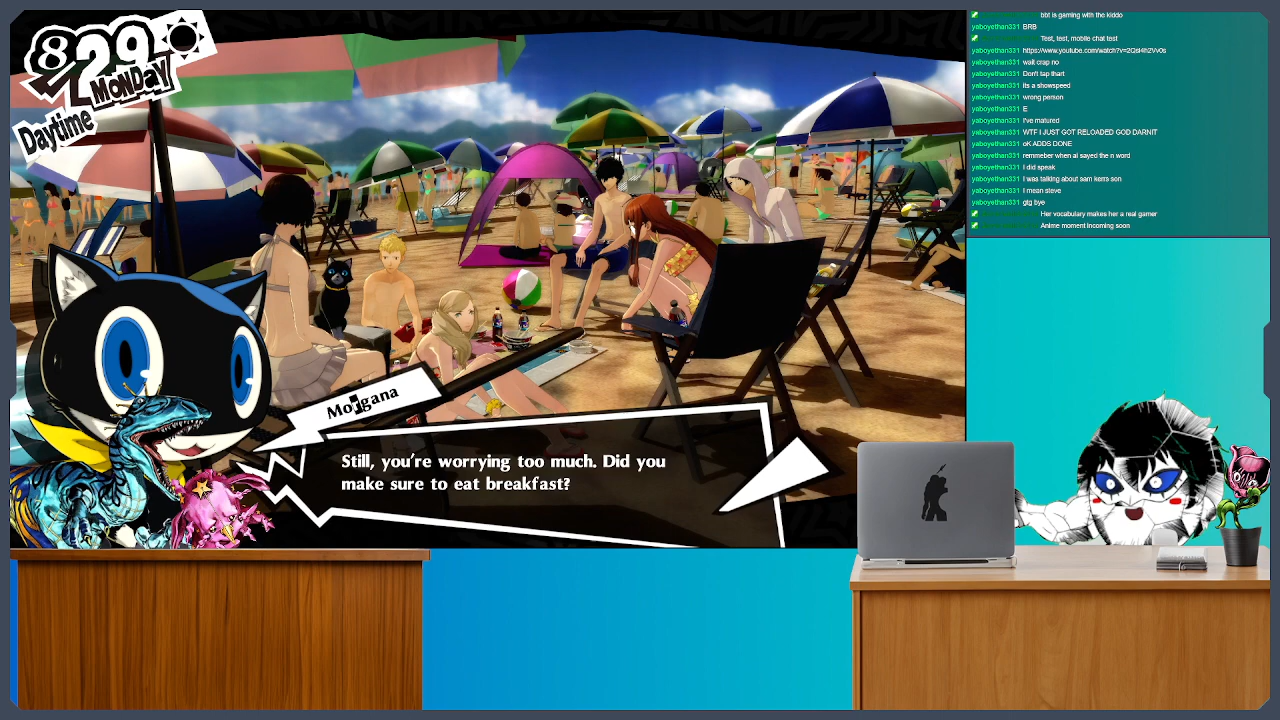 8/29
MONDAY
Daytime
Morgana
Still, you're worrying too much. Did you
make sure to eat breakfast?
bbt is gaming with the kiddo
yaboyethan331 BRB
Test, test, mobile chat test
yaboyethan331 https://www.youtube.com/watch?v=
yaboyethan331 wait crap no
yaboyethan331 Don't tap thart
yaboyethan331 its a showspeed
yaboyethan331 wrong person
yaboyethan331 E
yaboyethan331 I've matured
yaboyethan331 WTF I JUST GOT RELOADED GOD DARNIT
yaboyethan331 oK ADDS DONE
yaboyethan331 remmeber when ai sayed the n word
yaboyethan331 I did speak
yaboyethan331 I was talking about sam kerrs son
yaboyethan331 I mean steve
yaboyethan331 gtg bye
Her vocabulary makes her a real gamer
Anime moment incoming soon